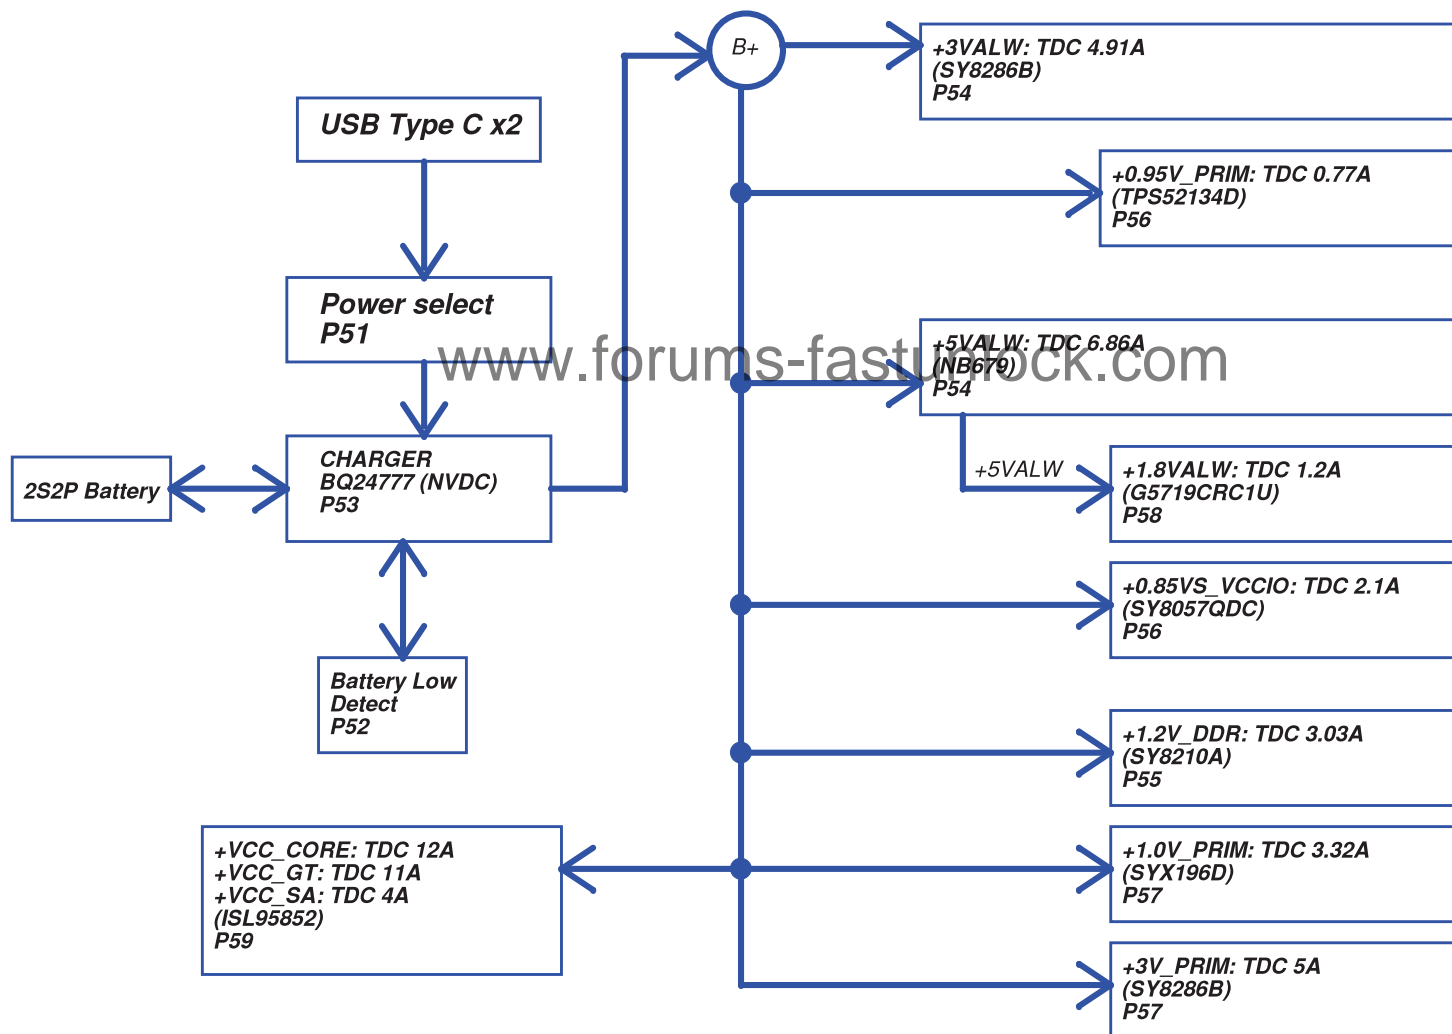 B+
+3VALW: TDC 4.91A
(SY8286B)
P54
USB Type C x2
+0.95V_PRIM: TDC 0.77A
(TPS52134D)
P56
Power select
P51
www.forums-fastunlock.com
+5VALW: TDC 6.86A
(NB679)
P54
CHARGER
BQ24777 (NVDC)
P53
2S2P Battery
+5VALW
+1.8VALW: TDC 1.2A
(G5719CRC1U)
P58
+0.85VS_VCCIO: TDC 2.1A
(SY8057QDC)
P56
Battery Low
Detect
P52
+1.2V_DDR: TDC 3.03A
(SY8210A)
P55
+VCC_CORE: TDC 12A
+VCC_GT: TDC 11A
+VCC_SA: TDC 4A
(ISL95852)
P59
+1.0V_PRIM: TDC 3.32A
(SYX196D)
P57
+3V_PRIM: TDC 5A
(SY8286B)
P57